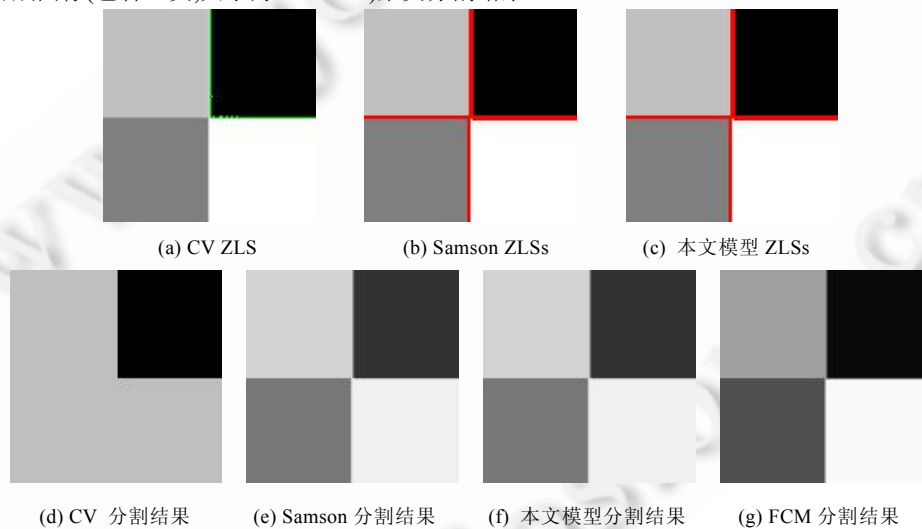 (a) CV ZLS
(b) Samson ZLSs
(c) 本文模型 ZLSs
(d) CV 分割结果
(e) Samson 分割结果
(f) 本文模型分割结果
(g) FCM 分割结果